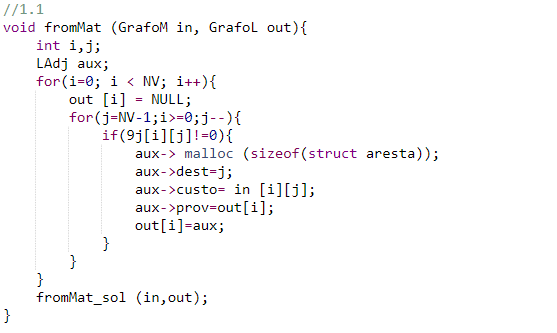 //1.1
void fromMat (GrafoM in, GrafoL out){
    int i,j;
    LAdj aux;
    for(i=0; i < NV; i++){
        out [i] = NULL;
        for(j=NV-1;i>=0;j--){
            if(9j[i][j]!=0){
                aux-> malloc (sizeof(struct aresta));
                aux->dest=j;
                aux->custo= in [i][j];
                aux->prov=out[i];
                out[i]=aux;
            }
        }
    }
    fromMat_sol (in,out);
}